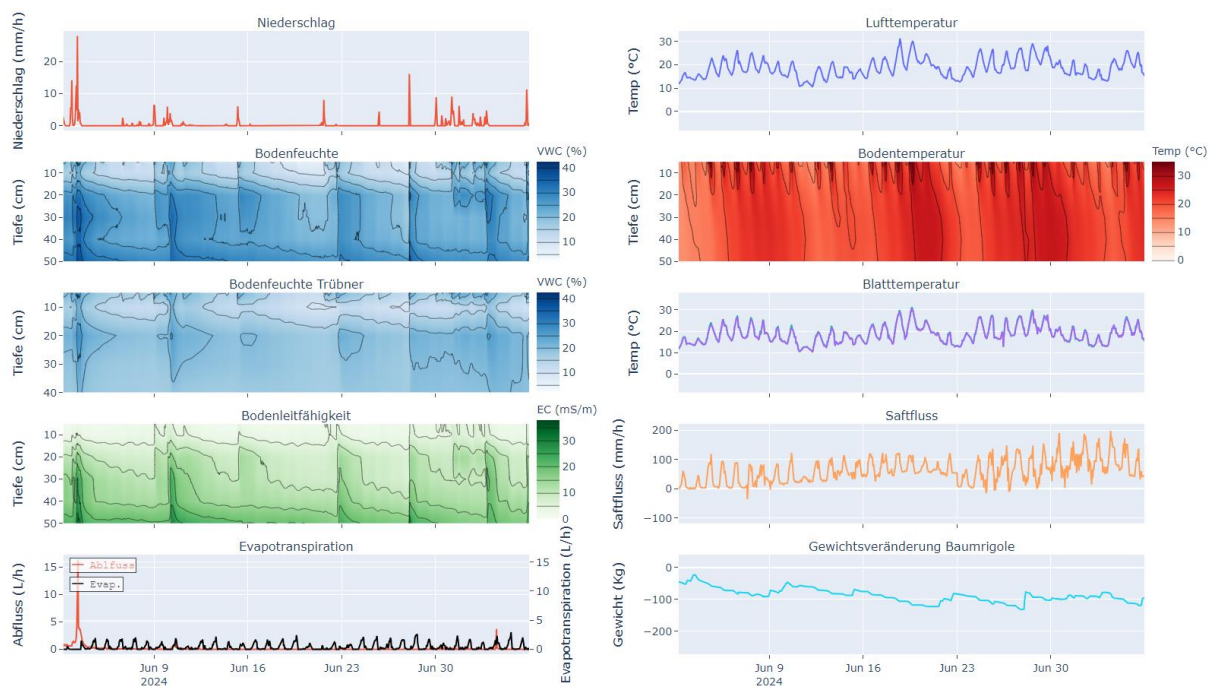 Niederschlag
Niederschlag (mm/h)
20
10
0
Lufttemperatur
Temp (°C)
30
20
10
0
Bodenfeuchte
Tiefe (cm)
10
20
30
40
50
VWC (%)
40
30
20
10
Bodentemperatur
Tiefe (cm)
10
20
30
40
50
Temp (°C)
30
20
10
0
Bodenfeuchte Trübner
Tiefe (cm)
10
20
30
40
VWC (%)
40
30
20
10
Blatttemperatur
Temp (°C)
30
20
10
0
Bodenleitfähigkeit
Tiefe (cm)
10
20
30
40
50
EC (mS/m)
30
20
10
0
Saftfluss
Saftfluss (mm/h)
200
100
0
−100
Evapotranspiration
Abfluss (L/h)
15
10
5
0
Ablfuss
Evap.
15
10
5
0
Evapotranspiration (L/h)
Jun 9
2024
Jun 16
Jun 23
Jun 30
Gewichtsveränderung Baumrigole
Gewicht (Kg)
0
−100
−200
Jun 9
2024
Jun 16
Jun 23
Jun 30